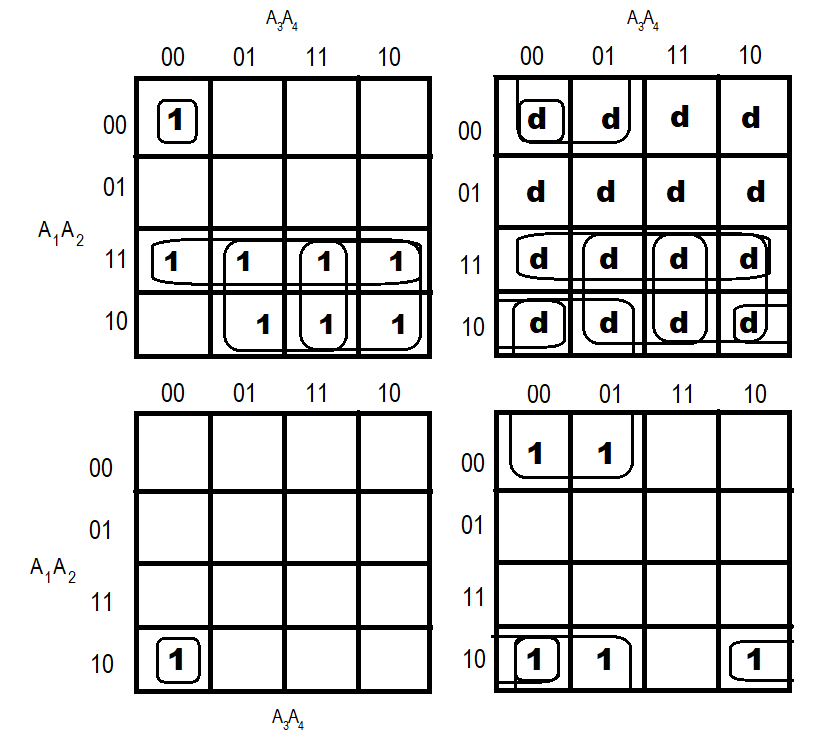 A3A4 A3A4
00 01 11 10 00 01 11 10
00 1 00 d d d d
01 01 d d d d
A1A2
11 1 1 1 1 11 d d d d
10 1 1 1 10 d d d d
00 01 11 10 00 01 11 10
00 00 1 1
01 01
A1A2
11 11
10 1 10 1 1 1
A3A4